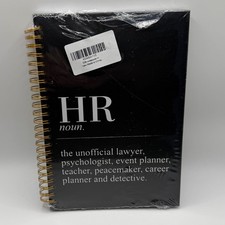 HR
noun.
the unofficial lawyer,
psychologist, event planner,
teacher, peacemaker, career
planner and detective.